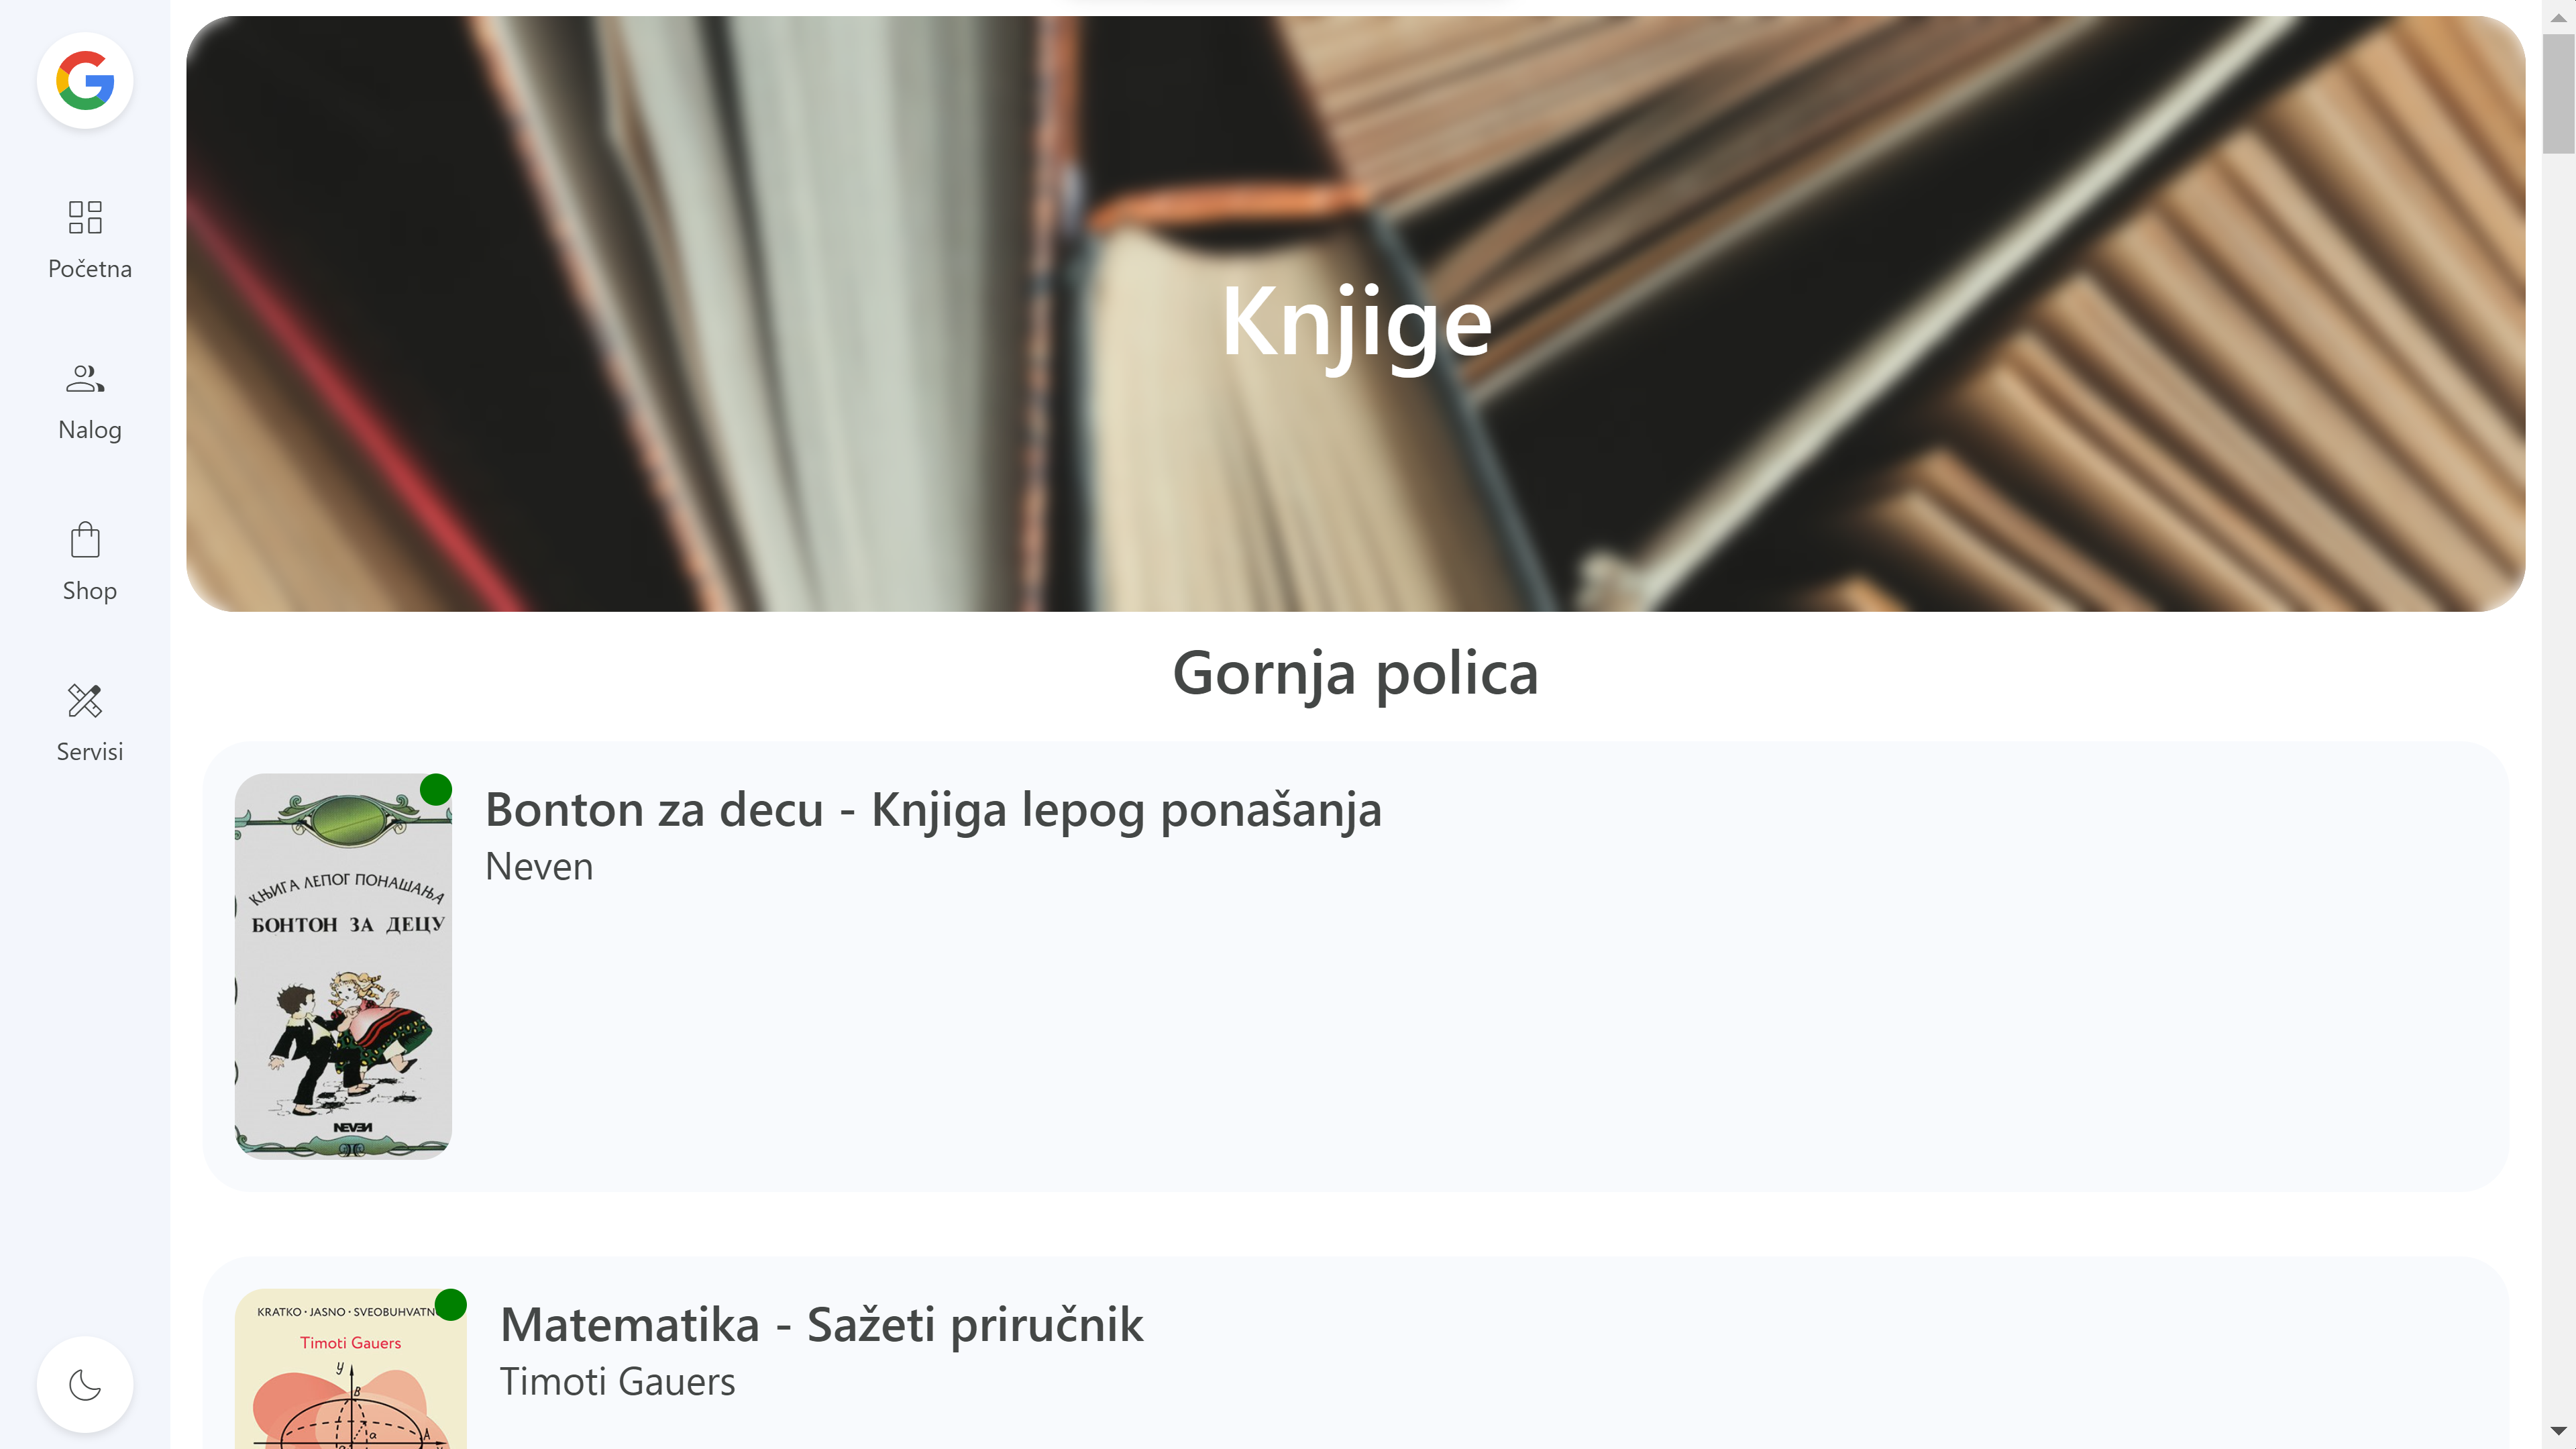 Početna
Nalog
Shop
Servisi
Knjige
Gornja polica
КЊИГА ЛЕПОГ ПОНАШАЊА
БОНТОН ЗА ДЕЦУ
NEVEN
Bonton za decu - Knjiga lepog ponašanja
Neven
KRATKO · JASNO · SVEOBUHVATN
Timoti Gauers
y
B
a
A
Matematika - Sažeti priručnik
Timoti Gauers